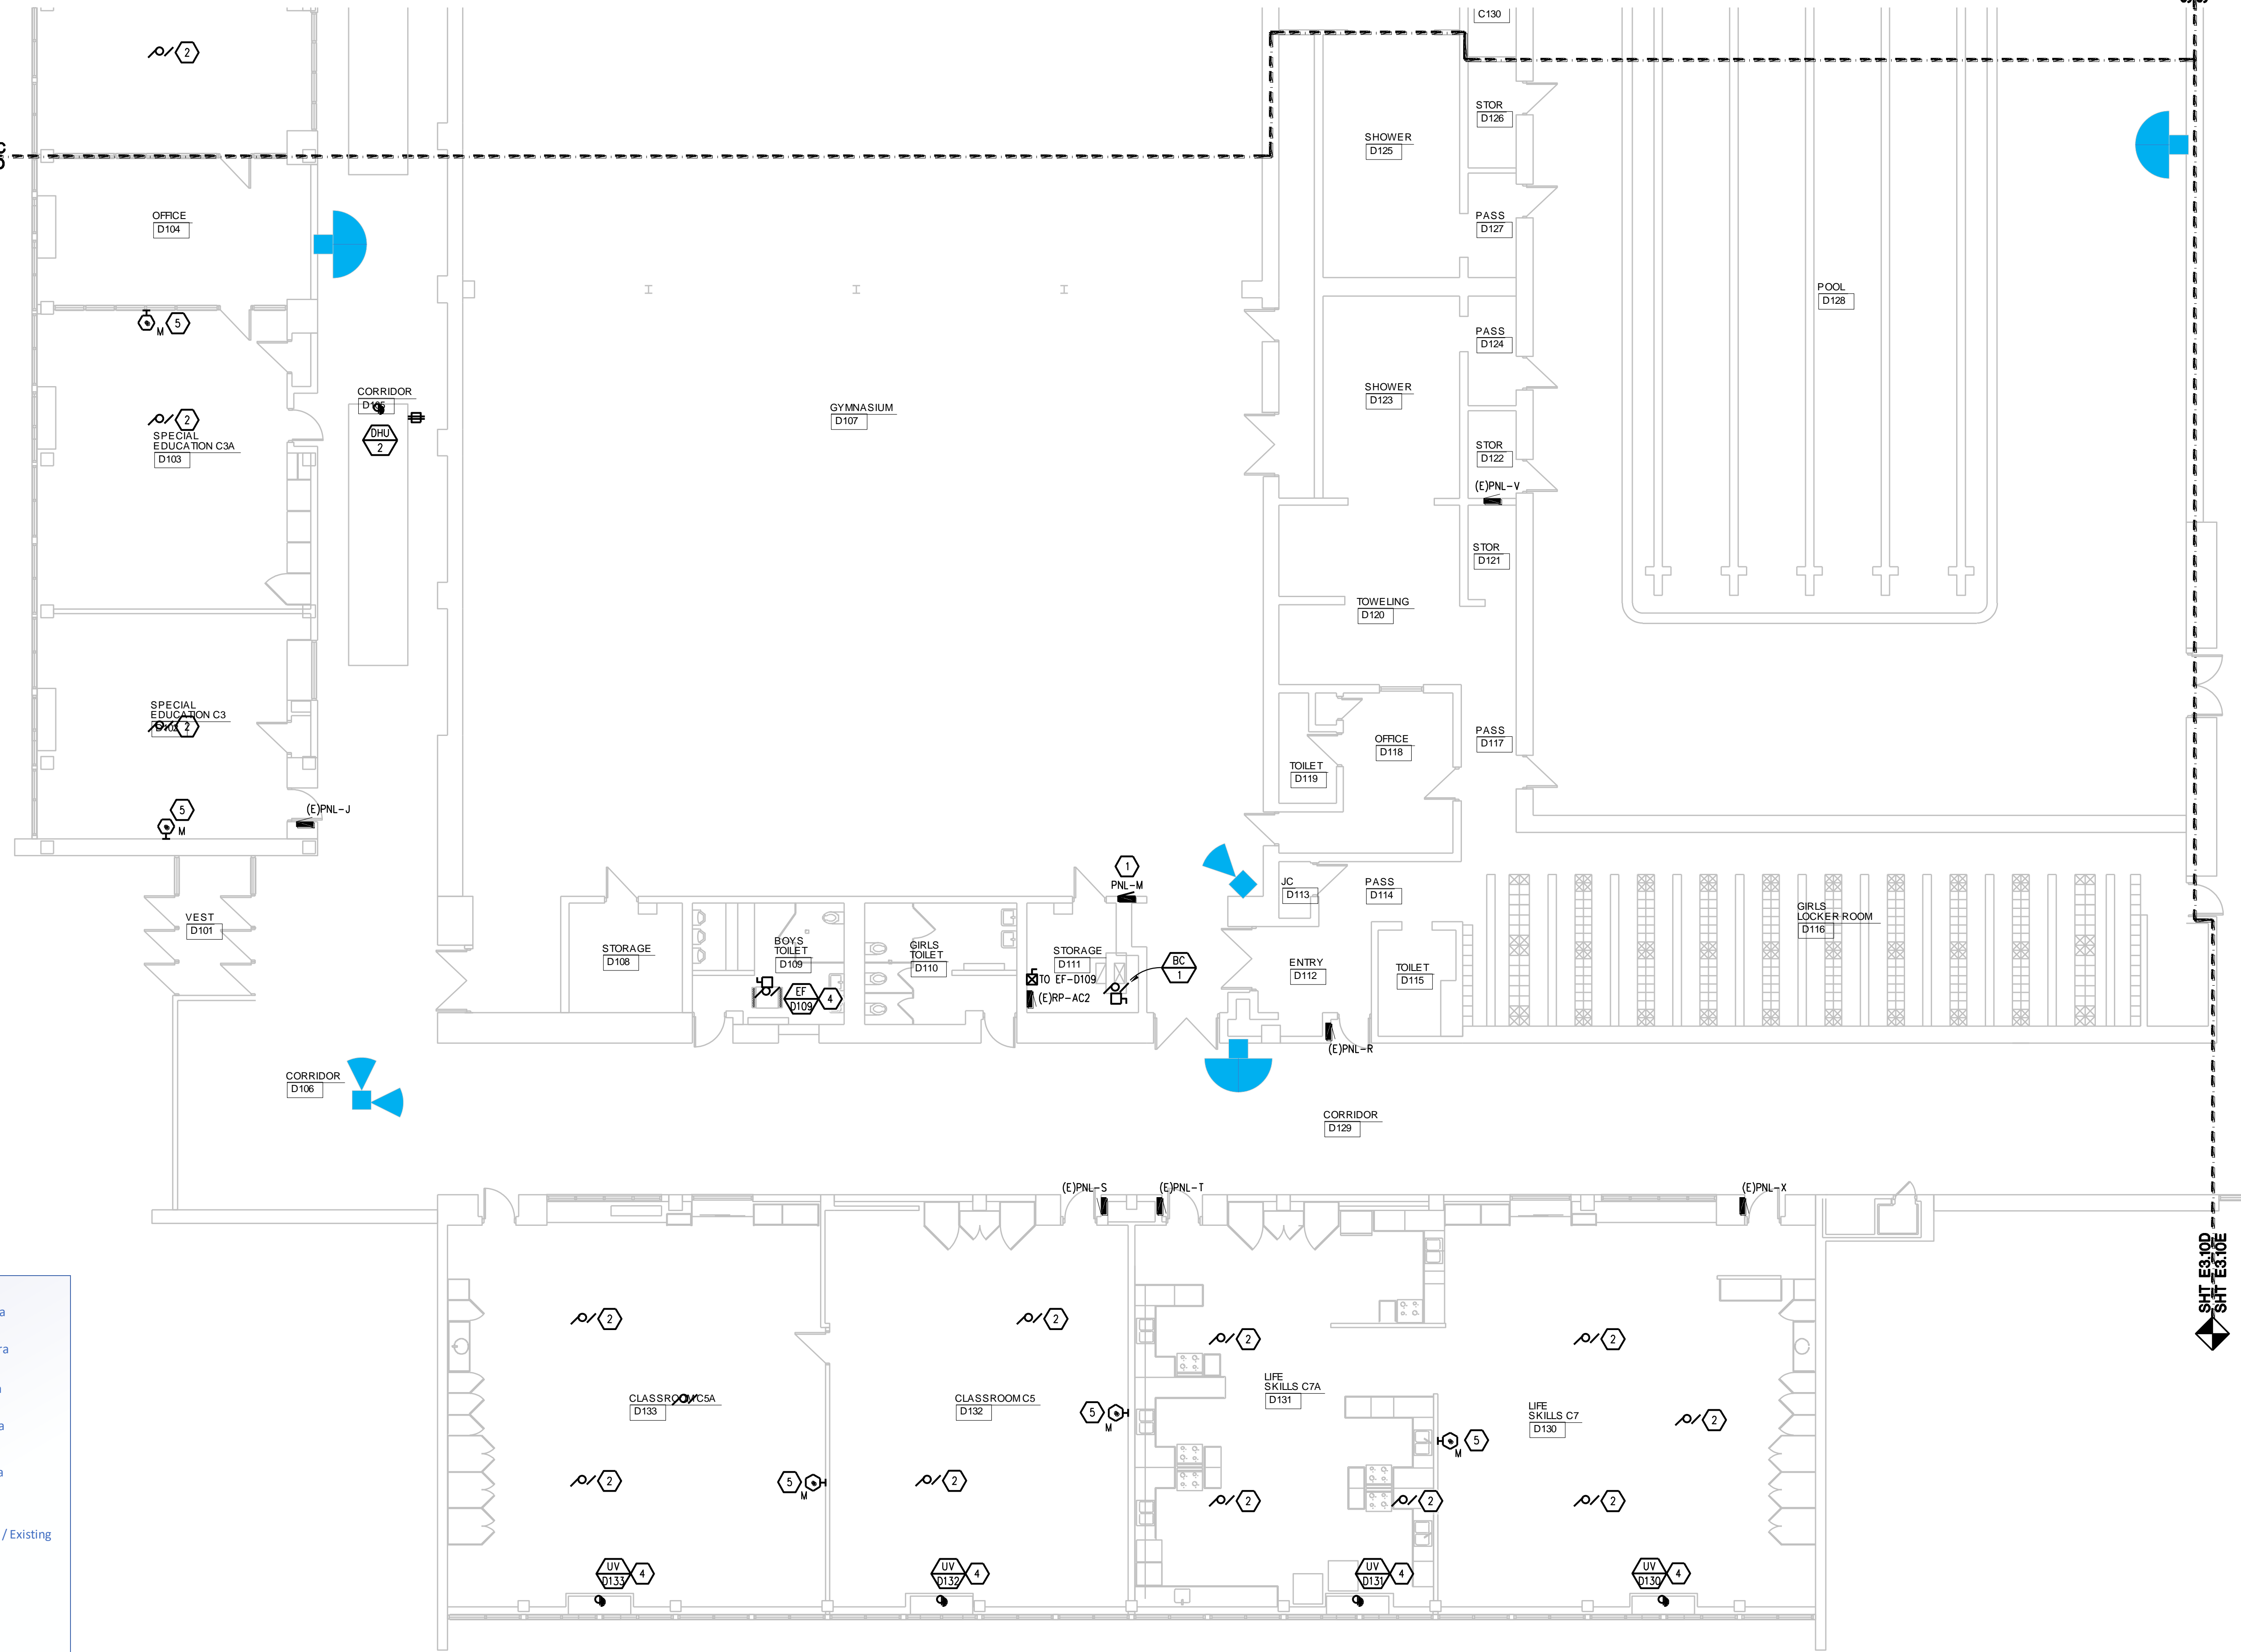 C130
2
STOR
D126
SHOWER
D125
OFFICE
D104
PASS
D127
POOL
D128
M
5
PASS
D124
CORRIDOR
D105
DHU
2
GYMNASIUM
D107
SHOWER
D123
2
SPECIAL
EDUCATION C3A
D103
STOR
D122
(E)PNL-V
STOR
D121
TOWELING
D120
SPECIAL
EDUCATION C3
D102
2
OFFICE
D118
PASS
D117
TOILET
D119
5
M
(E)PNL-J
1
PNL-M
JC
D113
PASS
D114
VEST
D101
GIRLS
LOCKER ROOM
D116
STORAGE
D108
BOYS
TOILET
D109
GIRLS
TOILET
D110
STORAGE
D111
BC
1
ENTRY
D112
TOILET
D115
TO EF-D109
(E)RP-AC2
EF
D109
4
(E)PNL-R
CORRIDOR
D106
CORRIDOR
D129
(E)PNL-S
(E)PNL-T
(E)PNL-X
SHT E3.10D
SHT E3.10E
2
2
2
2
CLASSROOM C5A
D133
CLASSROOM C5
D132
LIFE
SKILLS C7A
D131
LIFE
SKILLS C7
D130
2
5
M
5
M
2
5
M
2
2
2
2
UV
D133
4
UV
D132
4
UV
D131
4
UV
D130
4
/ Existing